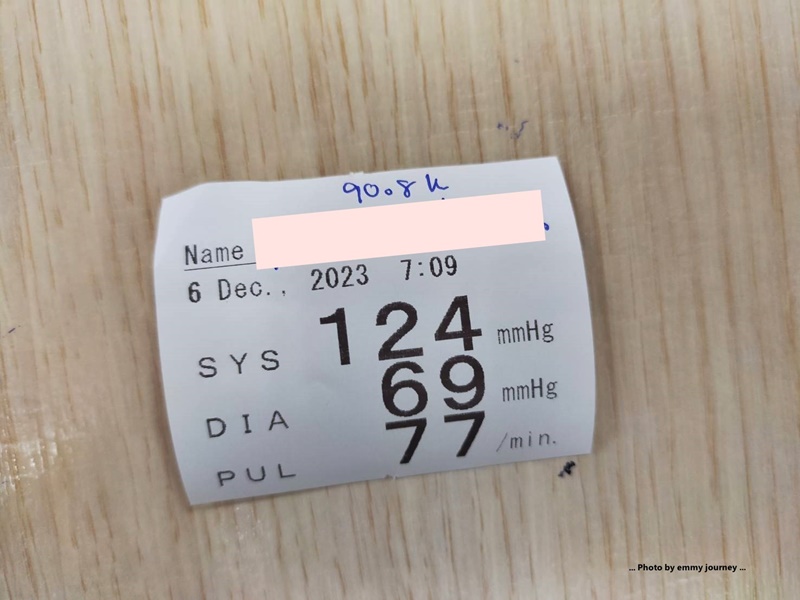 90.8 K
Name
6 Dec., 2023 7:09
SYS 124 mmHg
DIA 69 mmHg
PUL 77 /min.
... Photo by emmy journey ...